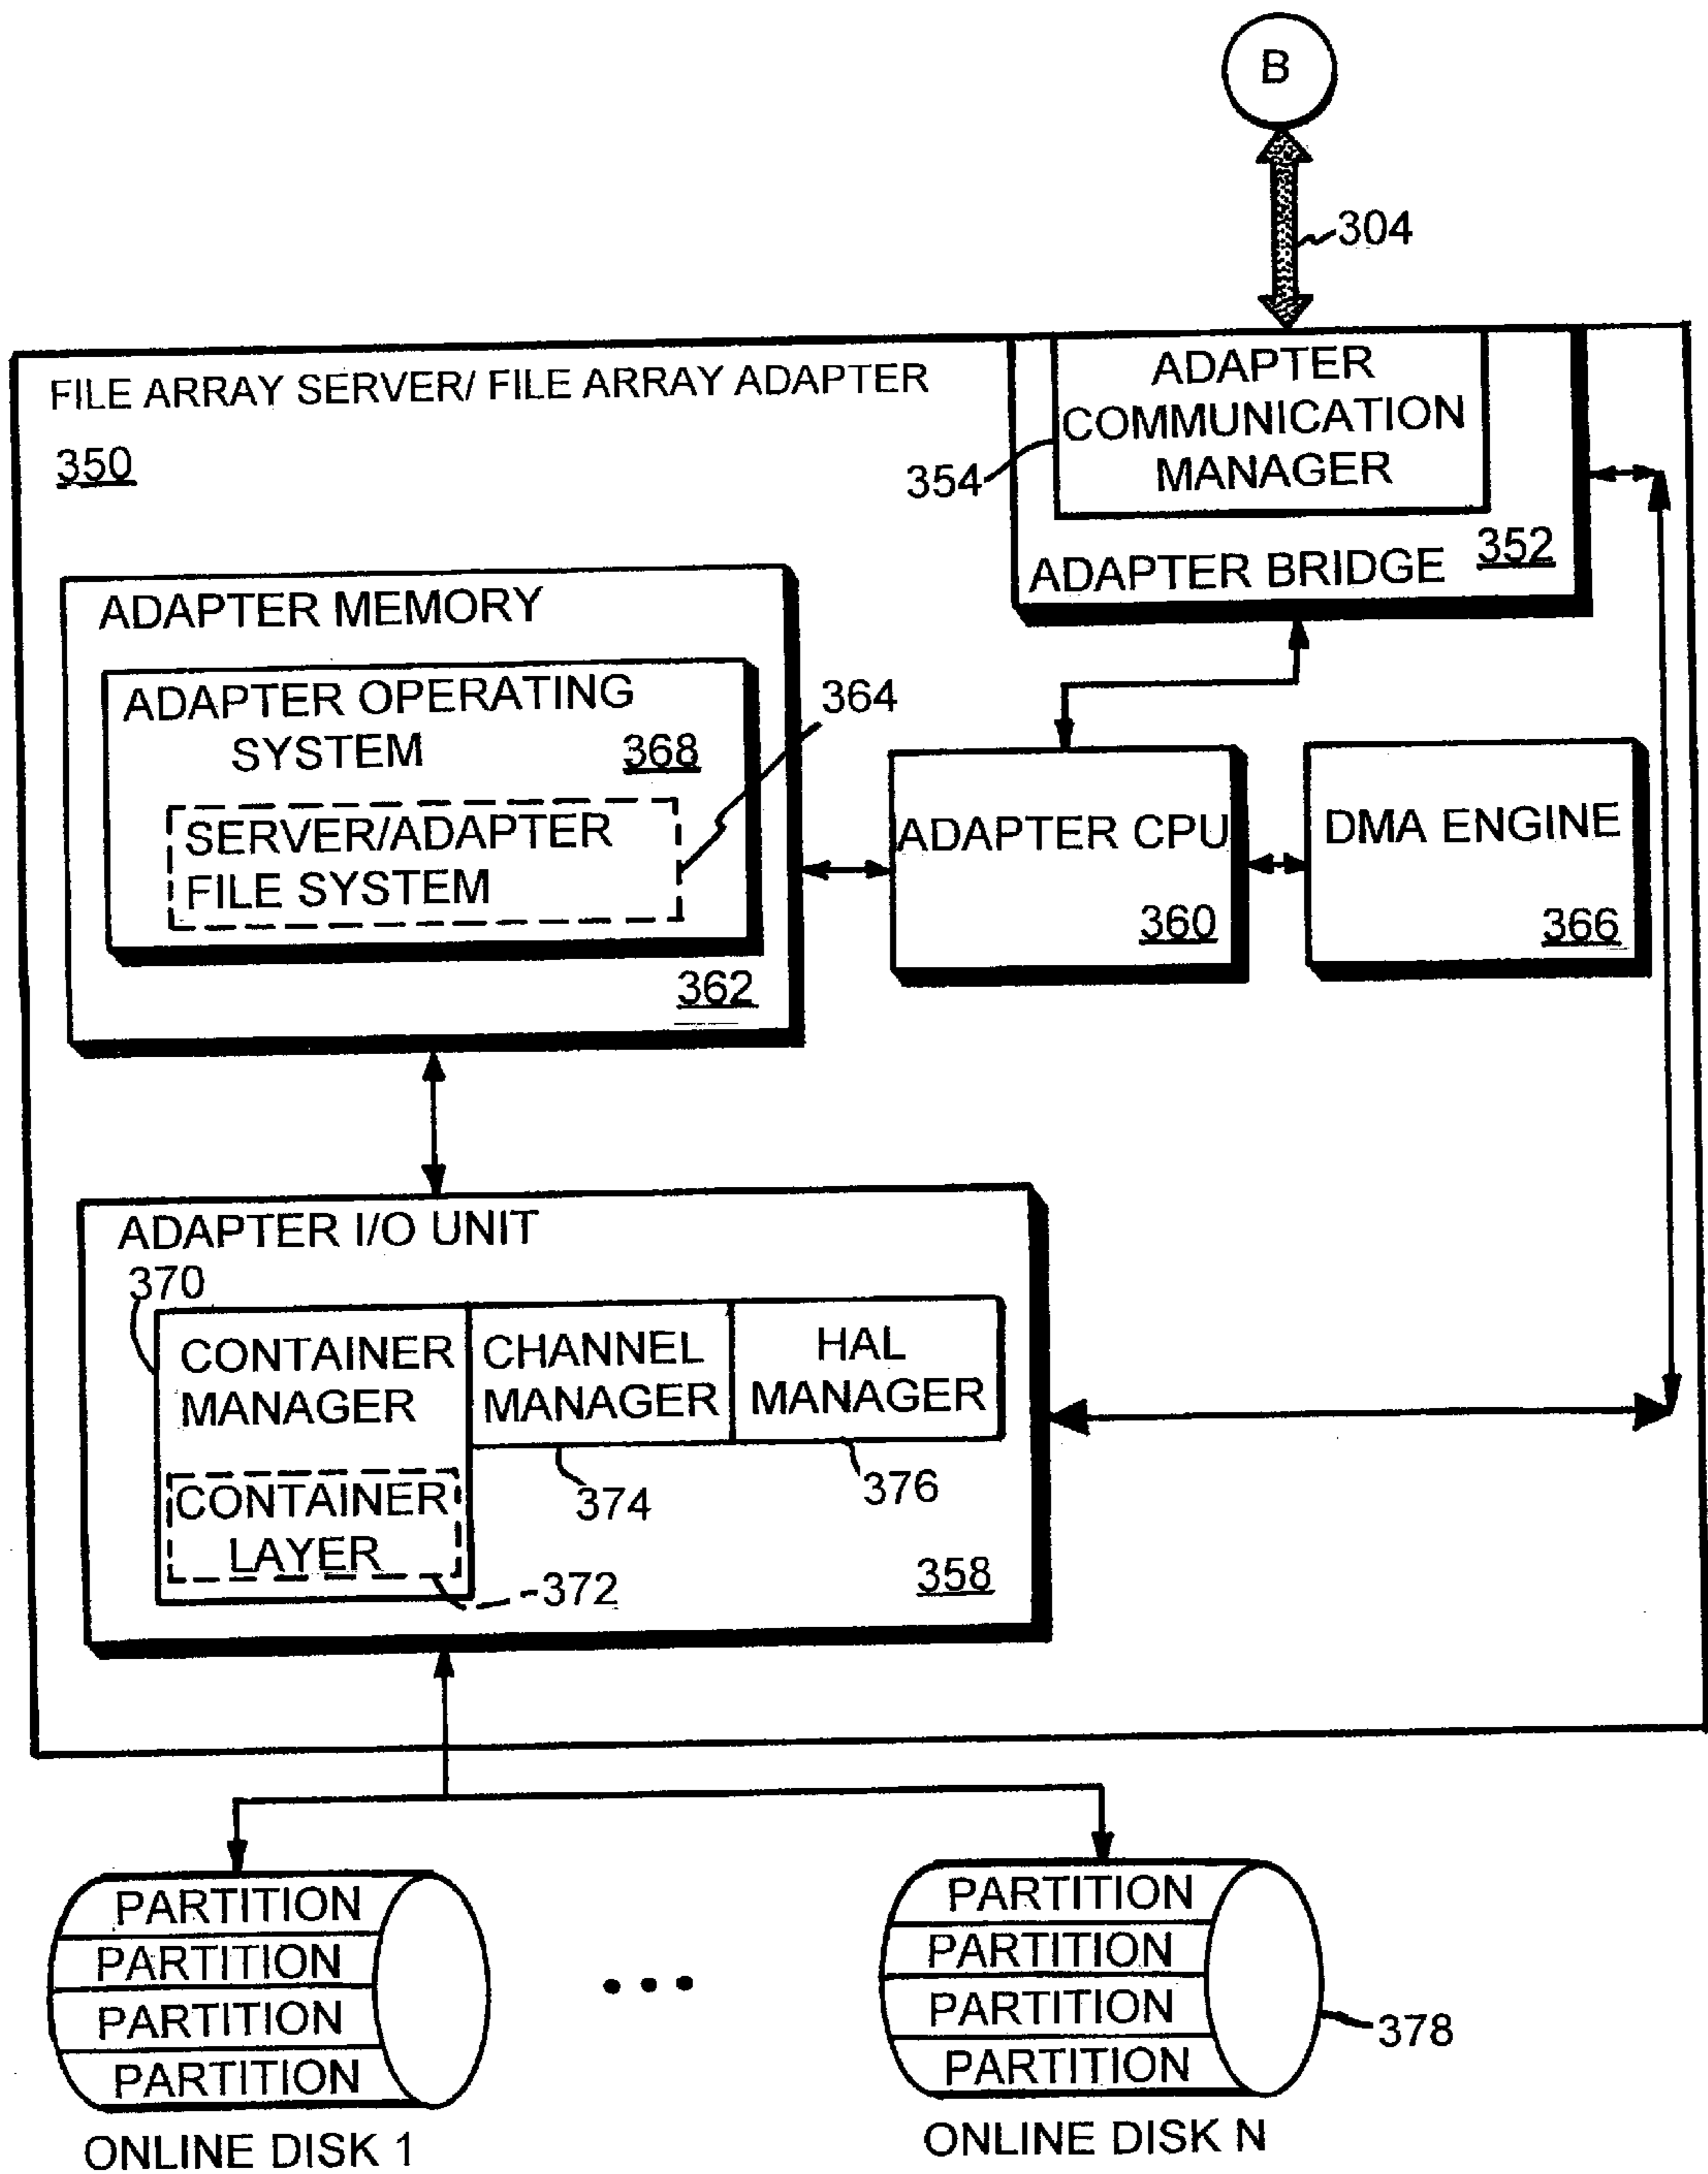 B
304
FILE ARRAY SERVER/ FILE ARRAY ADAPTER
350
ADAPTER
COMMUNICATION
MANAGER
354
352
ADAPTER BRIDGE
ADAPTER MEMORY
ADAPTER OPERATING
SYSTEM
368
364
SERVER/ADAPTER
FILE SYSTEM
362
ADAPTER CPU
360
DMA ENGINE
366
ADAPTER I/O UNIT
370
CONTAINER
MANAGER
CHANNEL
MANAGER
HAL
MANAGER
374
376
CONTAINER
LAYER
372
358
PARTITION
PARTITION
PARTITION
PARTITION
ONLINE DISK 1
PARTITION
PARTITION
PARTITION
PARTITION
378
ONLINE DISK N